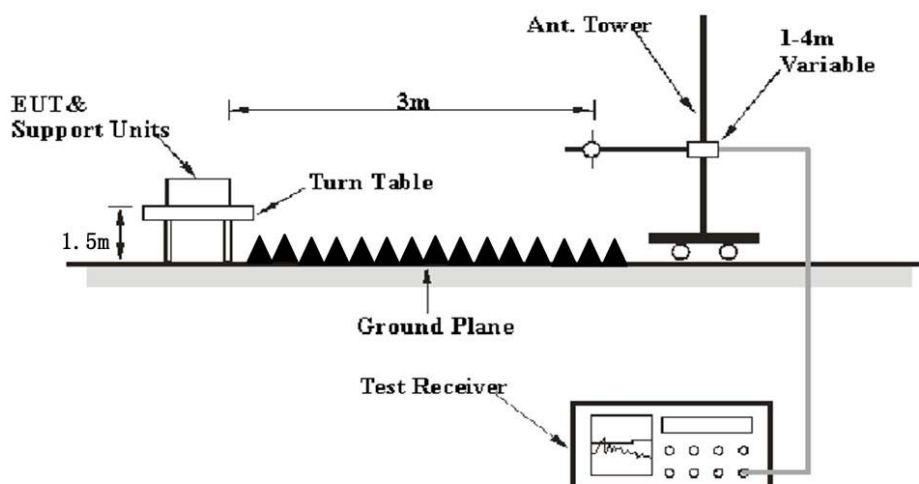 Ant. Tower
1-4m
Variable
EUT&
Support Units
3m
Turn Table
1.5m
Ground Plane
Test Receiver